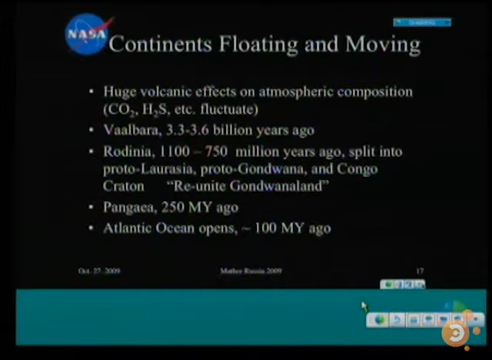 NASA
Continents Floating and Moving
• Huge volcanic effects on atmospheric composition
(CO₂, H₂S, etc. fluctuate)
• Vaalbara, 3.3-3.6 billion years ago
• Rodinia, 1100 – 750 million years ago, split into
proto-Laurasia, proto-Gondwana, and Congo
Craton "Re-unite Gondwanaland"
• Pangaea, 250 MY ago
• Atlantic Ocean opens, ~ 100 MY ago
Oct. 27, 2009
Mather Russia 2009
17